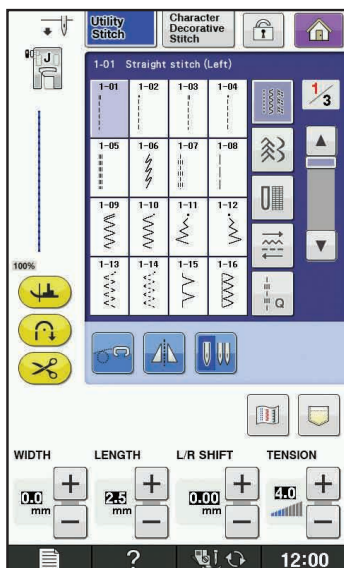 Utility
Stitch
Character
Decorative
Stitch
J
1-01 Straight stitch (Left)
1/3
1-01 1-02 1-03 1-04
1-05 1-06 1-07 1-08
1-09 1-10 1-11 1-12
1-13 1-14 1-15 1-16
Q
100%
WIDTH LENGTH L/R SHIFT TENSION
0.0 mm + −
2.5 mm + −
0.00 mm + −
4.0 + −
? 12:00